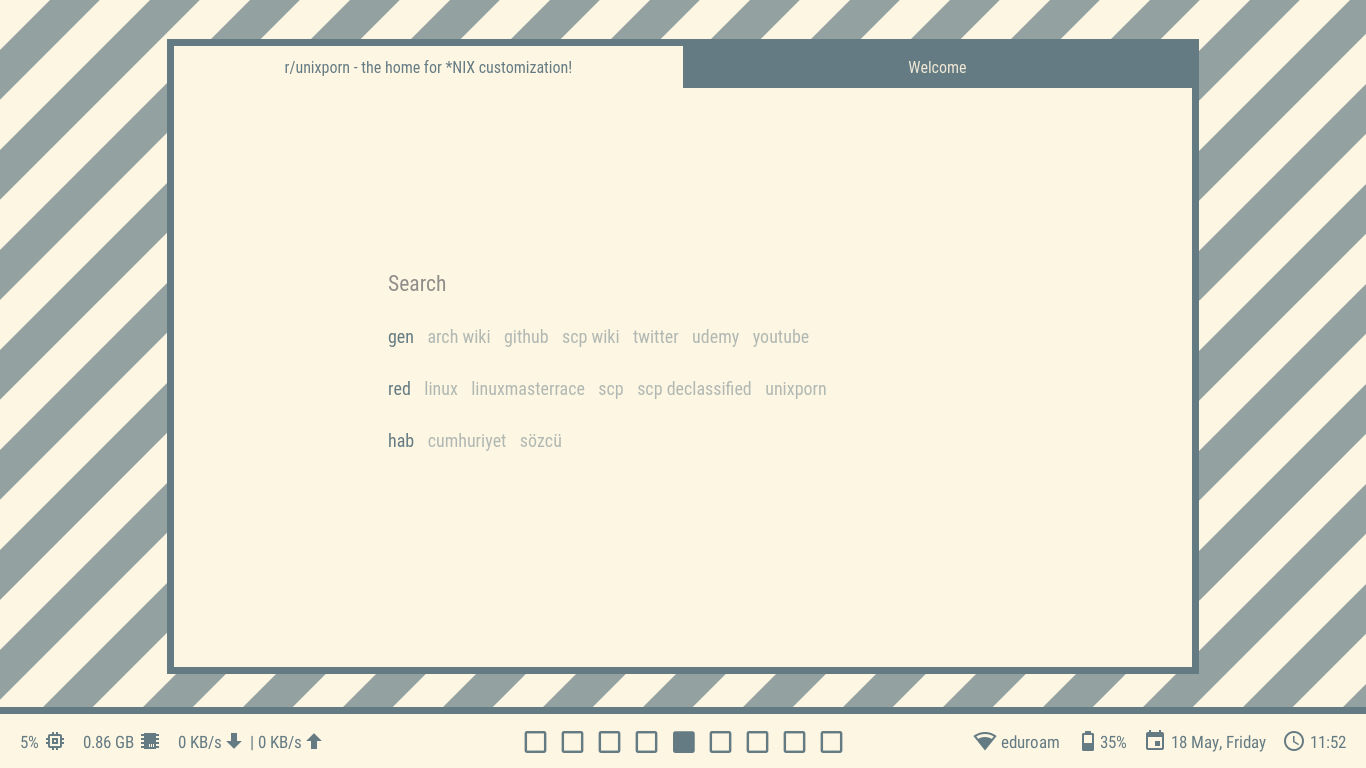 r/unixporn - the home for *NIX customization! Welcome
Search
gen arch wiki github scp wiki twitter udemy youtube
red linux linuxmasterrace scp scp declassified unixporn
hab cumhuriyet sözcü
5% 0.86 GB 0 KB/s | 0 KB/s eduroam 35% 18 May, Friday 11:52